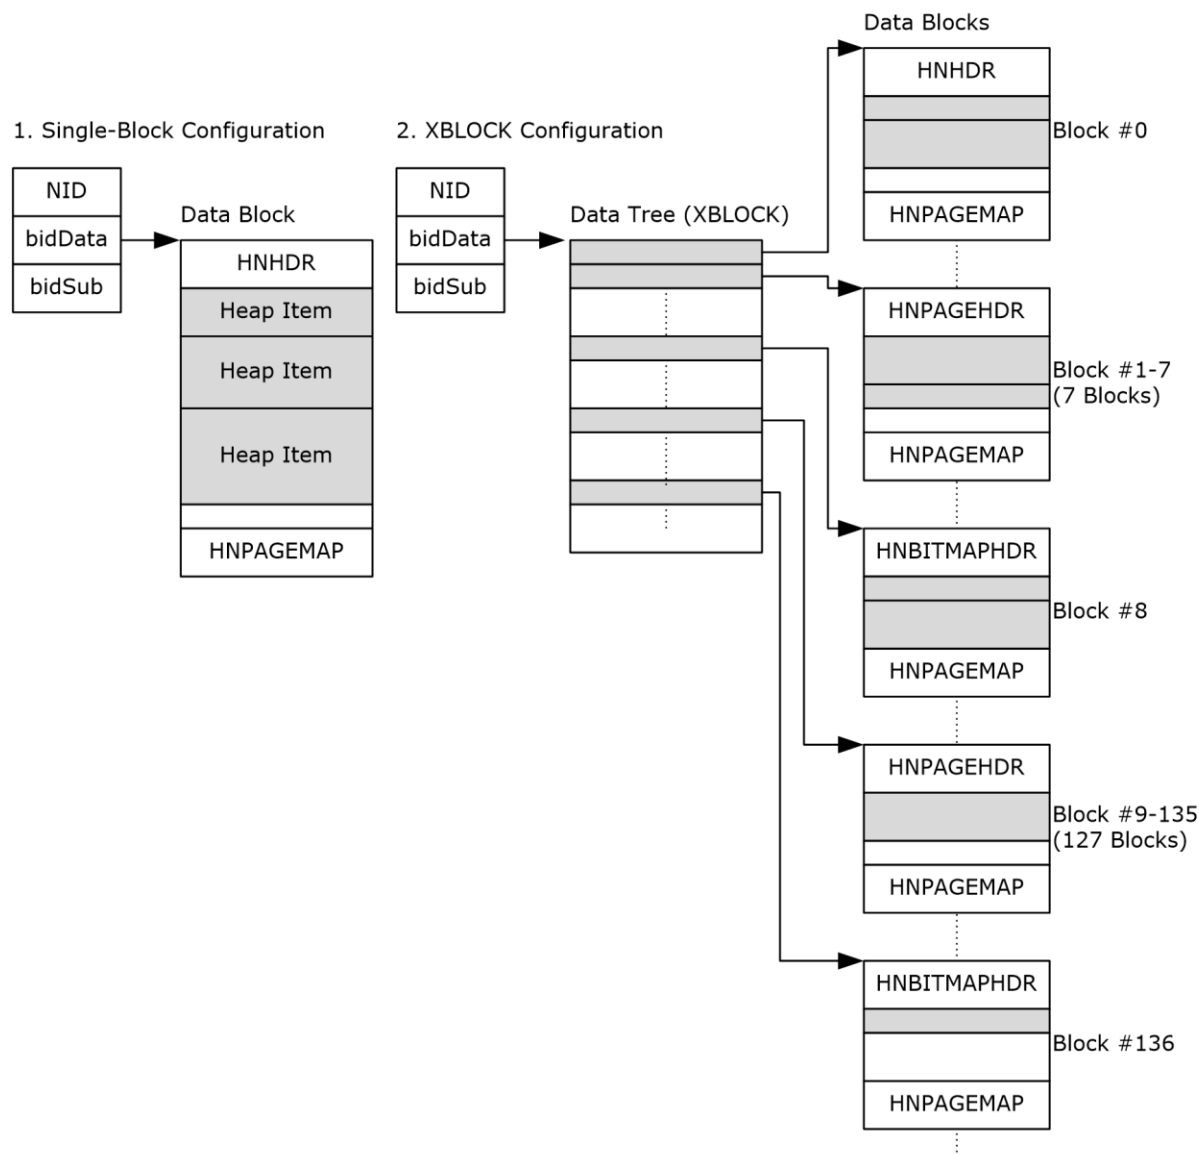 1. Single-Block Configuration
NID
bidData
bidSub
Data Block
HNHDR
Heap Item
Heap Item
Heap Item
HNPAGEMAP
2. XBLOCK Configuration
NID
bidData
bidSub
Data Tree (XBLOCK)
Data Blocks
HNHDR
HNPAGEMAP
Block #0
HNPAGEHDR
HNPAGEMAP
Block #1-7
(7 Blocks)
HNBITMAPHDR
HNPAGEMAP
Block #8
HNPAGEHDR
HNPAGEMAP
Block #9-135
(127 Blocks)
HNBITMAPHDR
HNPAGEMAP
Block #136